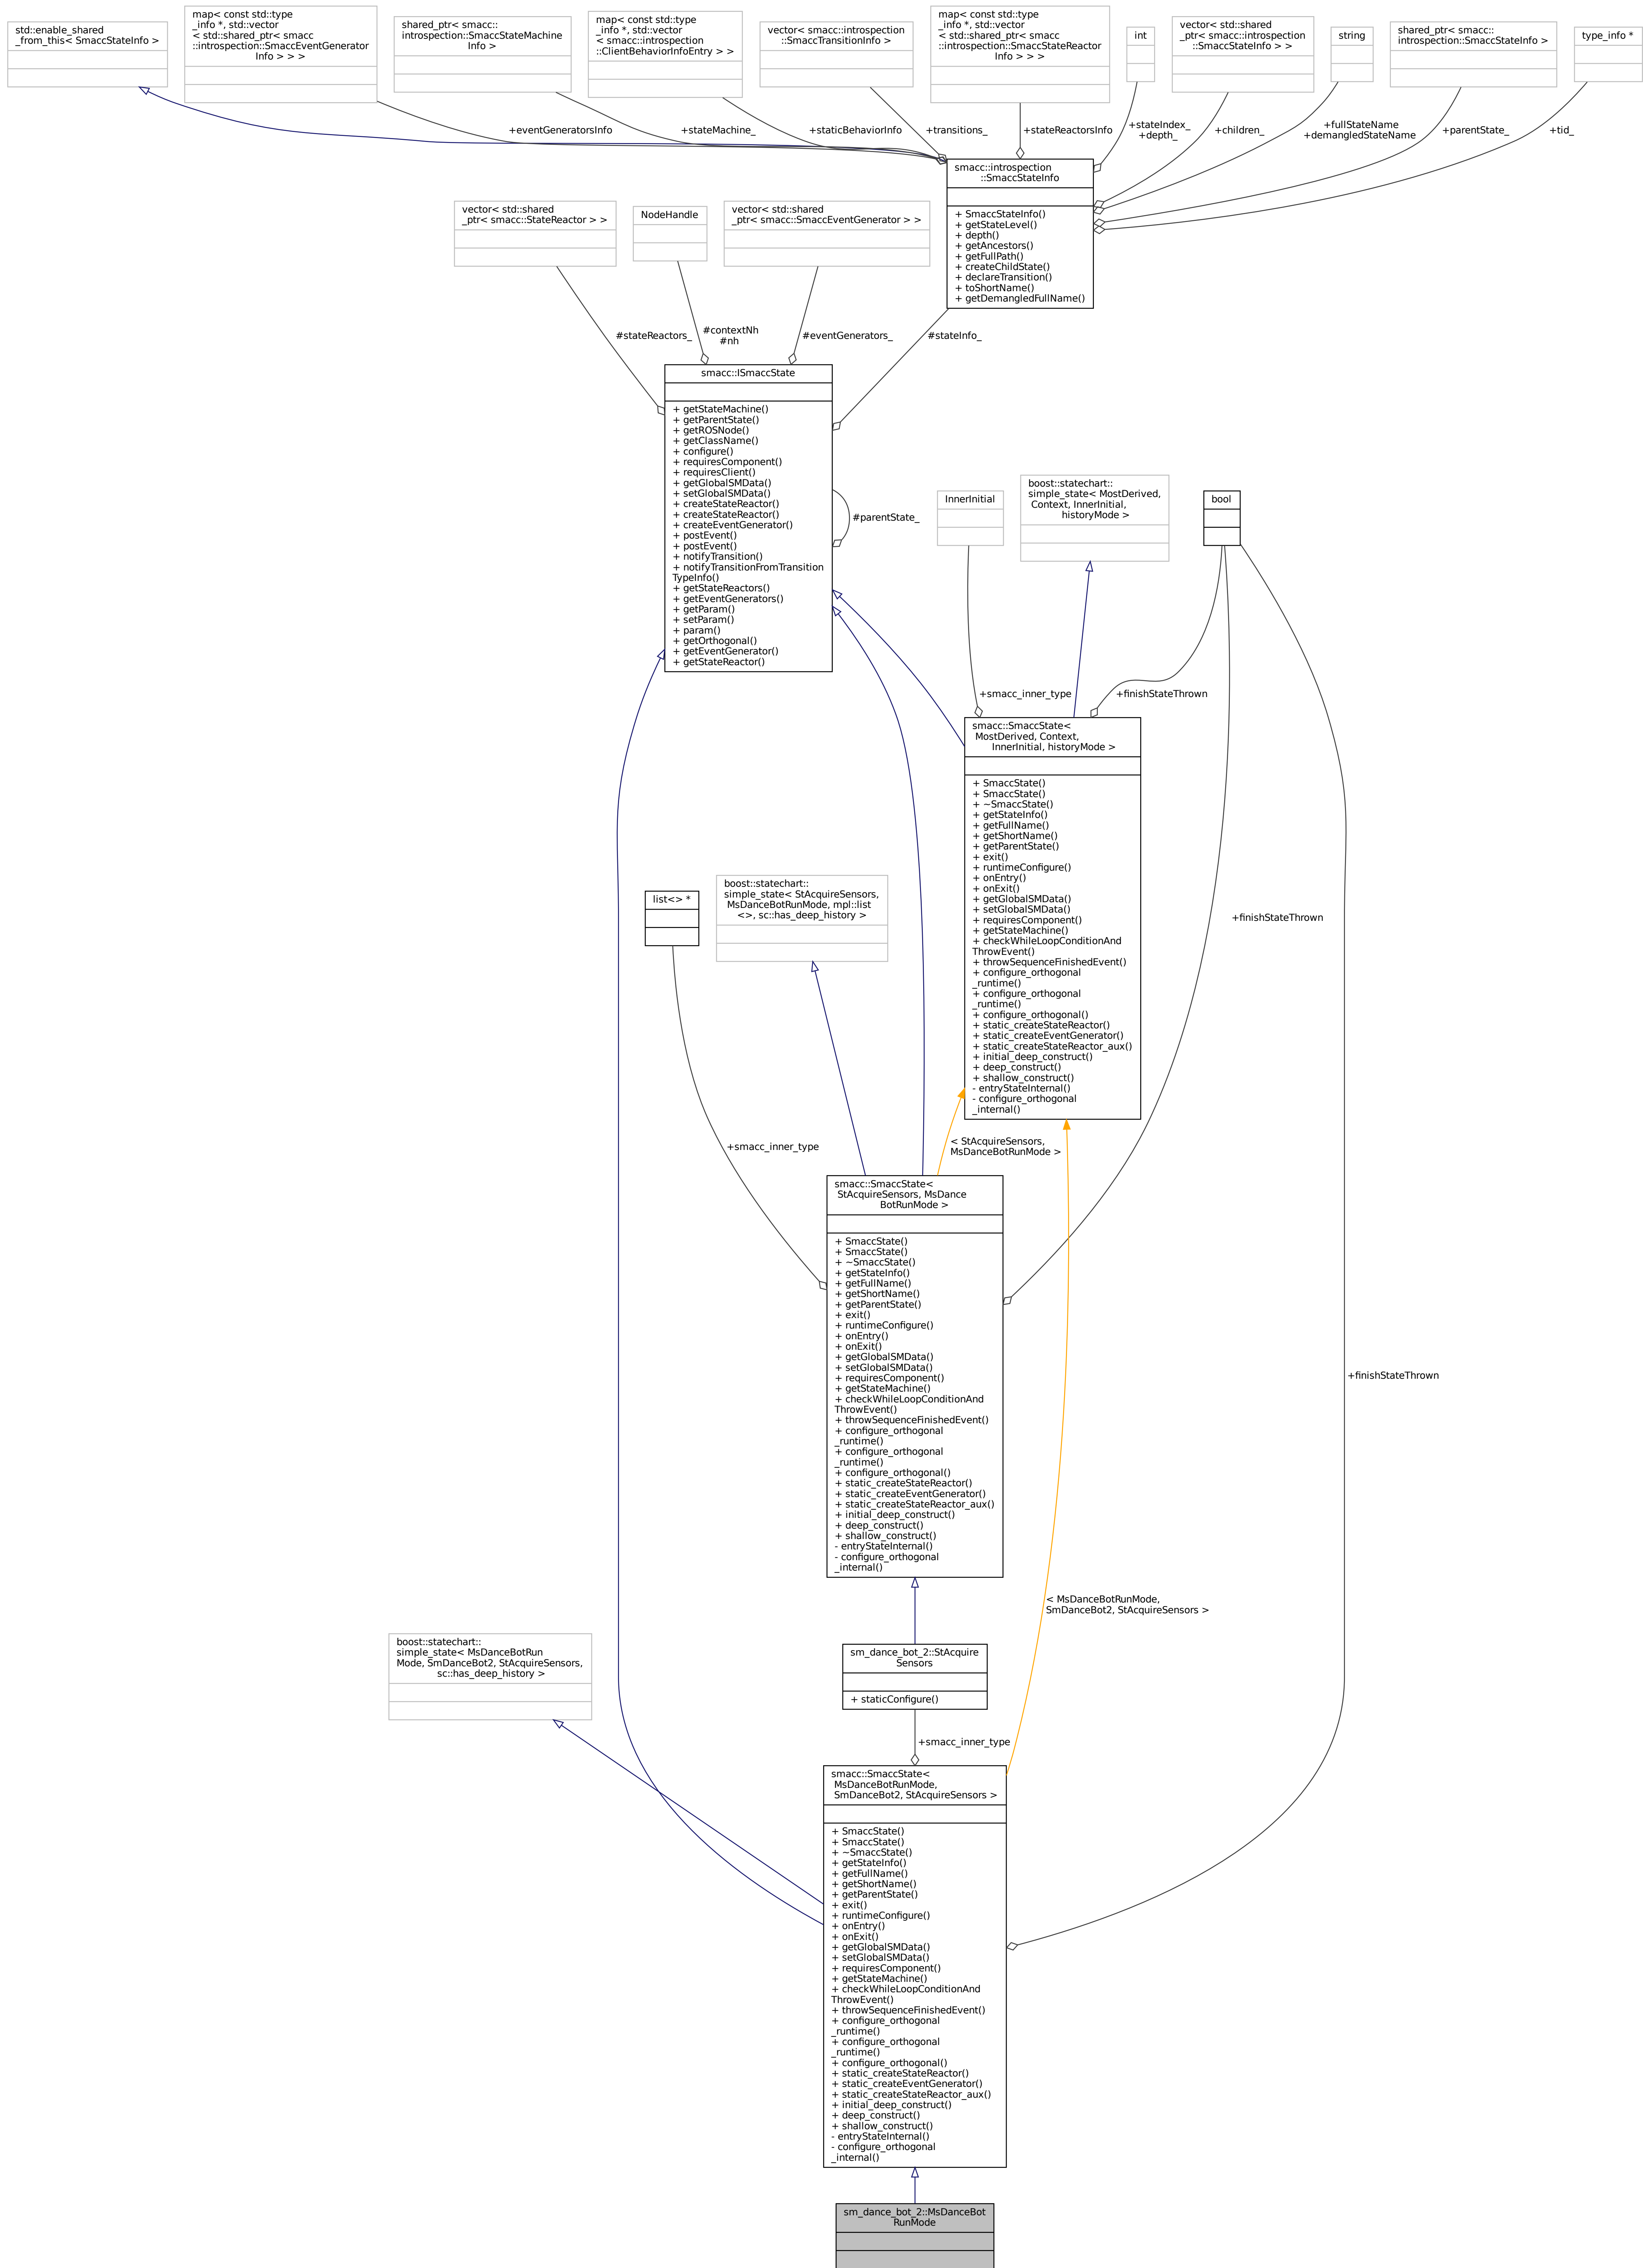 std::enable_shared
_from_this< SmaccStateInfo >
map< const std::type
_info *, std::vector
< std::shared_ptr< smacc
::introspection::SmaccEventGenerator
Info > > >
shared_ptr< smacc::
introspection::SmaccStateMachine
Info >
map< const std::type
_info *, std::vector
< smacc::introspection
::ClientBehaviorInfoEntry > >
vector< smacc::introspection
::SmaccTransitionInfo >
map< const std::type
_info *, std::vector
< std::shared_ptr< smacc
::introspection::SmaccStateReactor
Info > > >
int
vector< std::shared
_ptr< smacc::introspection
::SmaccStateInfo > >
string
shared_ptr< smacc::
introspection::SmaccStateInfo >
type_info *
+eventGeneratorsInfo
+stateMachine_
+staticBehaviorInfo
+transitions_
+stateReactorsInfo
+stateIndex_
+depth_
+children_
+fullStateName
+demangledStateName
+parentState_
+tid_
smacc::introspection
::SmaccStateInfo
+ SmaccStateInfo()
+ getStateLevel()
+ depth()
+ getAncestors()
+ getFullPath()
+ createChildState()
+ declareTransition()
+ toShortName()
+ getDemangledFullName()
vector< std::shared
_ptr< smacc::StateReactor > >
NodeHandle
vector< std::shared
_ptr< smacc::SmaccEventGenerator > >
#stateReactors_
#contextNh
#nh
#eventGenerators_
#stateInfo_
smacc::ISmaccState
+ getStateMachine()
+ getParentState()
+ getROSNode()
+ getClassName()
+ configure()
+ requiresComponent()
+ requiresClient()
+ getGlobalSMData()
+ setGlobalSMData()
+ createStateReactor()
+ createStateReactor()
+ createEventGenerator()
+ postEvent()
+ postEvent()
+ notifyTransition()
+ notifyTransitionFromTransition
TypeInfo()
+ getStateReactors()
+ getEventGenerators()
+ getParam()
+ setParam()
+ param()
+ getOrthogonal()
+ getEventGenerator()
+ getStateReactor()
#parentState_
InnerInitial
boost::statechart::
simple_state< MostDerived,
Context, InnerInitial,
historyMode >
bool
+smacc_inner_type
+finishStateThrown
smacc::SmaccState<
MostDerived, Context,
InnerInitial, historyMode >
+ SmaccState()
+ SmaccState()
+ ~SmaccState()
+ getStateInfo()
+ getFullName()
+ getShortName()
+ getParentState()
+ exit()
+ runtimeConfigure()
+ onEntry()
+ onExit()
+ getGlobalSMData()
+ setGlobalSMData()
+ requiresComponent()
+ getStateMachine()
+ checkWhileLoopConditionAnd
ThrowEvent()
+ throwSequenceFinishedEvent()
+ configure_orthogonal
_runtime()
+ configure_orthogonal
_runtime()
+ configure_orthogonal()
+ static_createStateReactor()
+ static_createEventGenerator()
+ static_createStateReactor_aux()
+ initial_deep_construct()
+ deep_construct()
+ shallow_construct()
- entryStateInternal()
- configure_orthogonal
_internal()
list<> *
boost::statechart::
simple_state< StAcquireSensors,
MsDanceBotRunMode, mpl::list
<>, sc::has_deep_history >
+finishStateThrown
+smacc_inner_type
< StAcquireSensors,
MsDanceBotRunMode >
smacc::SmaccState<
StAcquireSensors, MsDance
BotRunMode >
+ SmaccState()
+ SmaccState()
+ ~SmaccState()
+ getStateInfo()
+ getFullName()
+ getShortName()
+ getParentState()
+ exit()
+ runtimeConfigure()
+ onEntry()
+ onExit()
+ getGlobalSMData()
+ setGlobalSMData()
+ requiresComponent()
+ getStateMachine()
+ checkWhileLoopConditionAnd
ThrowEvent()
+ throwSequenceFinishedEvent()
+ configure_orthogonal
_runtime()
+ configure_orthogonal
_runtime()
+ configure_orthogonal()
+ static_createStateReactor()
+ static_createEventGenerator()
+ static_createStateReactor_aux()
+ initial_deep_construct()
+ deep_construct()
+ shallow_construct()
- entryStateInternal()
- configure_orthogonal
_internal()
+finishStateThrown
< MsDanceBotRunMode,
SmDanceBot2, StAcquireSensors >
boost::statechart::
simple_state< MsDanceBotRun
Mode, SmDanceBot2, StAcquireSensors,
sc::has_deep_history >
sm_dance_bot_2::StAcquire
Sensors
+ staticConfigure()
+smacc_inner_type
smacc::SmaccState<
MsDanceBotRunMode,
SmDanceBot2, StAcquireSensors >
+ SmaccState()
+ SmaccState()
+ ~SmaccState()
+ getStateInfo()
+ getFullName()
+ getShortName()
+ getParentState()
+ exit()
+ runtimeConfigure()
+ onEntry()
+ onExit()
+ getGlobalSMData()
+ setGlobalSMData()
+ requiresComponent()
+ getStateMachine()
+ checkWhileLoopConditionAnd
ThrowEvent()
+ throwSequenceFinishedEvent()
+ configure_orthogonal
_runtime()
+ configure_orthogonal
_runtime()
+ configure_orthogonal()
+ static_createStateReactor()
+ static_createEventGenerator()
+ static_createStateReactor_aux()
+ initial_deep_construct()
+ deep_construct()
+ shallow_construct()
- entryStateInternal()
- configure_orthogonal
_internal()
sm_dance_bot_2::MsDanceBot
RunMode